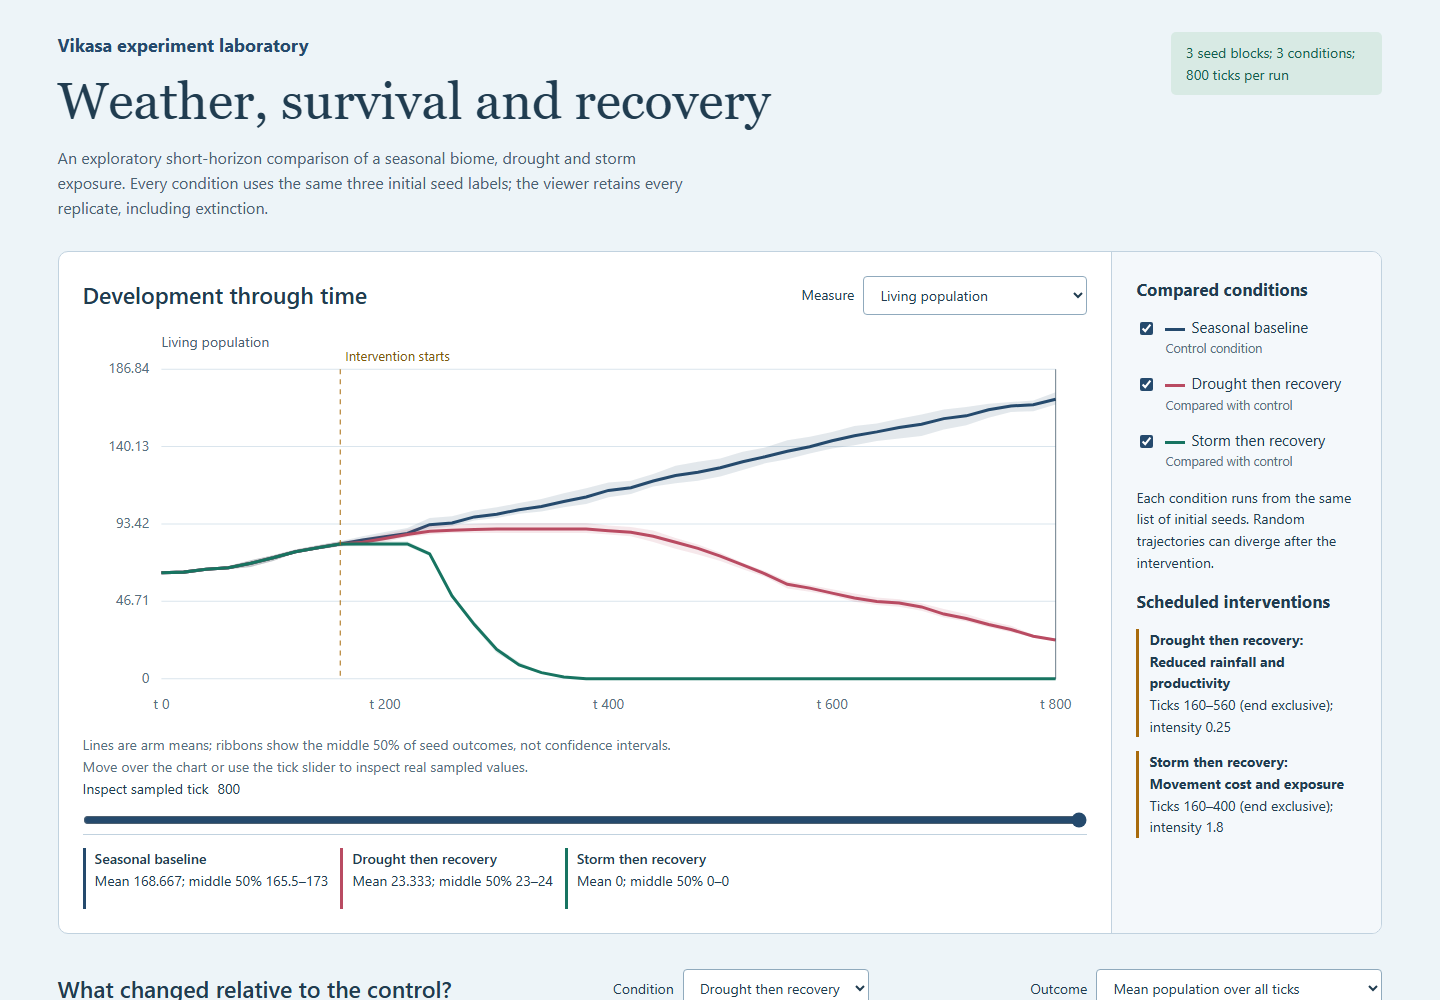 Vikasa experiment laboratory
3 seed blocks; 3 conditions;
800 ticks per run
Weather, survival and recovery
An exploratory short-horizon comparison of a seasonal biome, drought and storm
exposure. Every condition uses the same three initial seed labels; the viewer retains every
replicate, including extinction.
Development through time
Measure
Living population
Living population
Intervention starts
186.84
140.13
93.42
46.71
0
t 0
t 200
t 400
t 600
t 800
Lines are arm means; ribbons show the middle 50% of seed outcomes, not confidence intervals.
Move over the chart or use the tick slider to inspect real sampled values.
Inspect sampled tick 800
Seasonal baseline
Mean 168.667; middle 50% 165.5–173
Drought then recovery
Mean 23.333; middle 50% 23–24
Storm then recovery
Mean 0; middle 50% 0–0
Compared conditions
Seasonal baseline
Control condition
Drought then recovery
Compared with control
Storm then recovery
Compared with control
Each condition runs from the same
list of initial seeds. Random
trajectories can diverge after the
intervention.
Scheduled interventions
Drought then recovery:
Reduced rainfall and
productivity
Ticks 160–560 (end exclusive);
intensity 0.25
Storm then recovery:
Movement cost and exposure
Ticks 160–400 (end exclusive);
intensity 1.8
What changed relative to the control?
Condition
Drought then recovery
Outcome
Mean population over all ticks